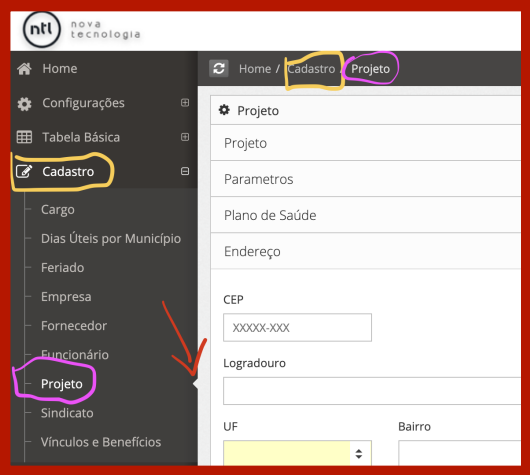 ntl nova
tecnologia
Home
Configurações
Tabela Básica
Cadastro
Cargo
Dias Úteis por Município
Feriado
Empresa
Fornecedor
Funcionário
Projeto
Sindicato
Vínculos e Benefícios
Home / Cadastro / Projeto
Projeto
Projeto
Parametros
Plano de Saúde
Endereço
CEP
XXXXX-XXX
Logradouro
UF Bairro